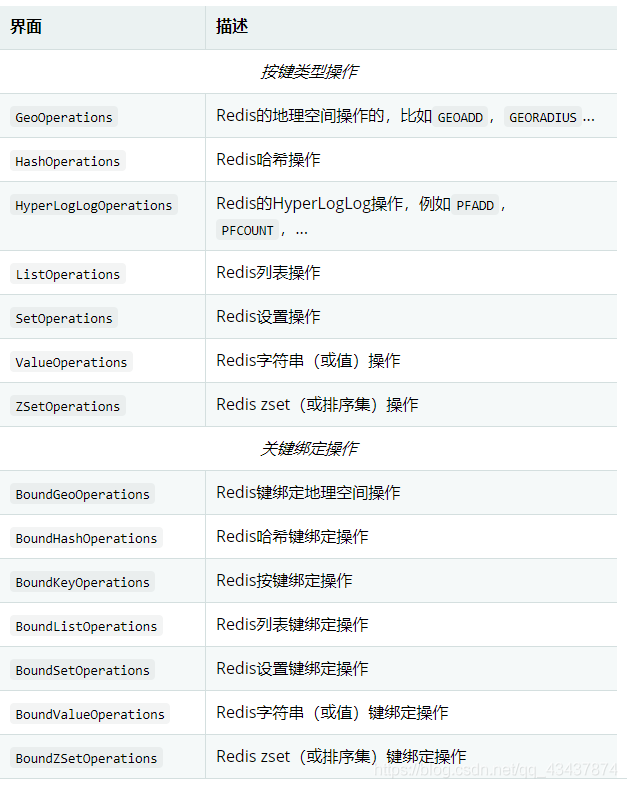 界面 描述
按键类型操作
GeoOperations Redis的地理空间操作的，比如 GEOADD， GEORADIUS…
HashOperations Redis哈希操作
HyperLogLogOperations Redis的HyperLogLog操作，例如 PFADD，
PFCOUNT， …
ListOperations Redis列表操作
SetOperations Redis设置操作
ValueOperations Redis字符串（或值）操作
ZSetOperations Redis zset（或排序集）操作
关键绑定操作
BoundGeoOperations Redis键绑定地理空间操作
BoundHashOperations Redis哈希键绑定操作
BoundKeyOperations Redis按键绑定操作
BoundListOperations Redis列表键绑定操作
BoundSetOperations Redis设置键绑定操作
BoundValueOperations Redis字符串（或值）键绑定操作
BoundZSetOperations Redis zset（或排序集）键绑定操作
https://blog.csdn.net/qq_43437874